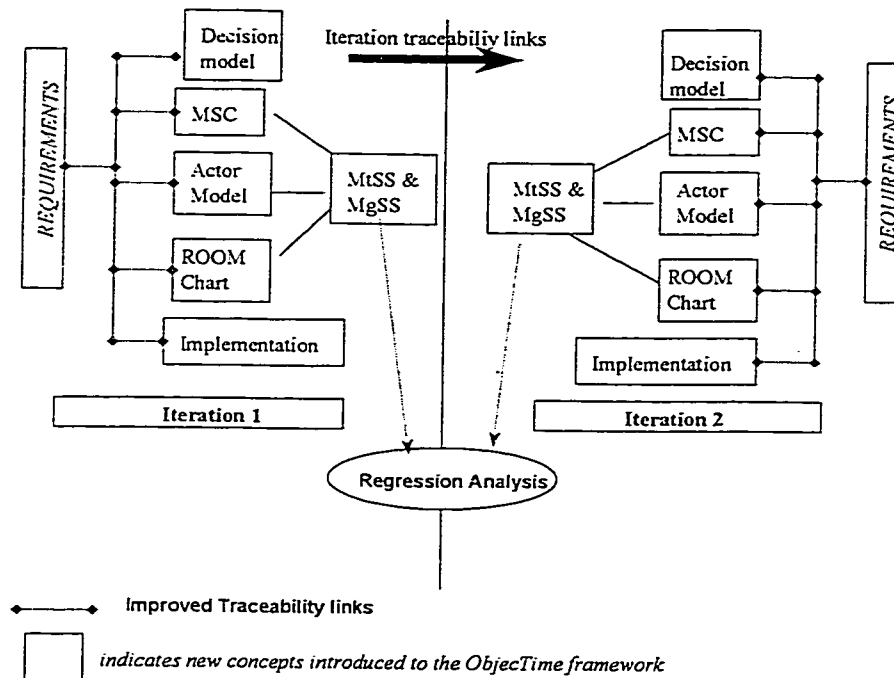 Iteration traceabiliv links
REQUIREMENTS
Decision
model
MSC
Actor
Model
ROOM
Chart
Implementation
MtSS &
MgSS
Iteration 1
Decision
model
MSC
Actor
Model
ROOM
Chart
Implementation
MtSS &
MgSS
REQUIREMENTS
Iteration 2
Regression Analysis
Improved Traceability links
indicates new concepts introduced to the ObjecTime framework